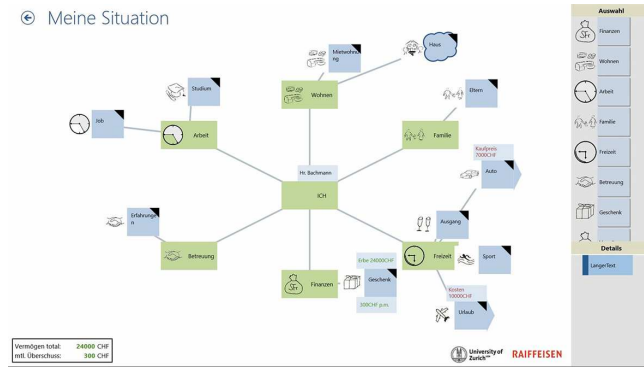 Meine Situation
Auswahl
Finanzen
Wohnen
Arbeit
Familie
Freizeit
Betreuung
Geschenk
Details
LangerText
Mietwohnu
ng
Haus
Wohnen
Studium
Job
Arbeit
Eltern
Familie
Kaufpreis
7000CHF
Auto
Hr. Bachmann
ICH
Erfahrunge
n
Betreuung
Ausgang
Freizeit
Sport
Erbe 24000CHF
Finanzen
SFr
Geschenk
300CHF p.m.
Kosten
10000CHF
Urlaub
Vermögen total: 24000 CHF
mtl. Überschuss: 300 CHF
University of
Zurich
RAIFFEISEN